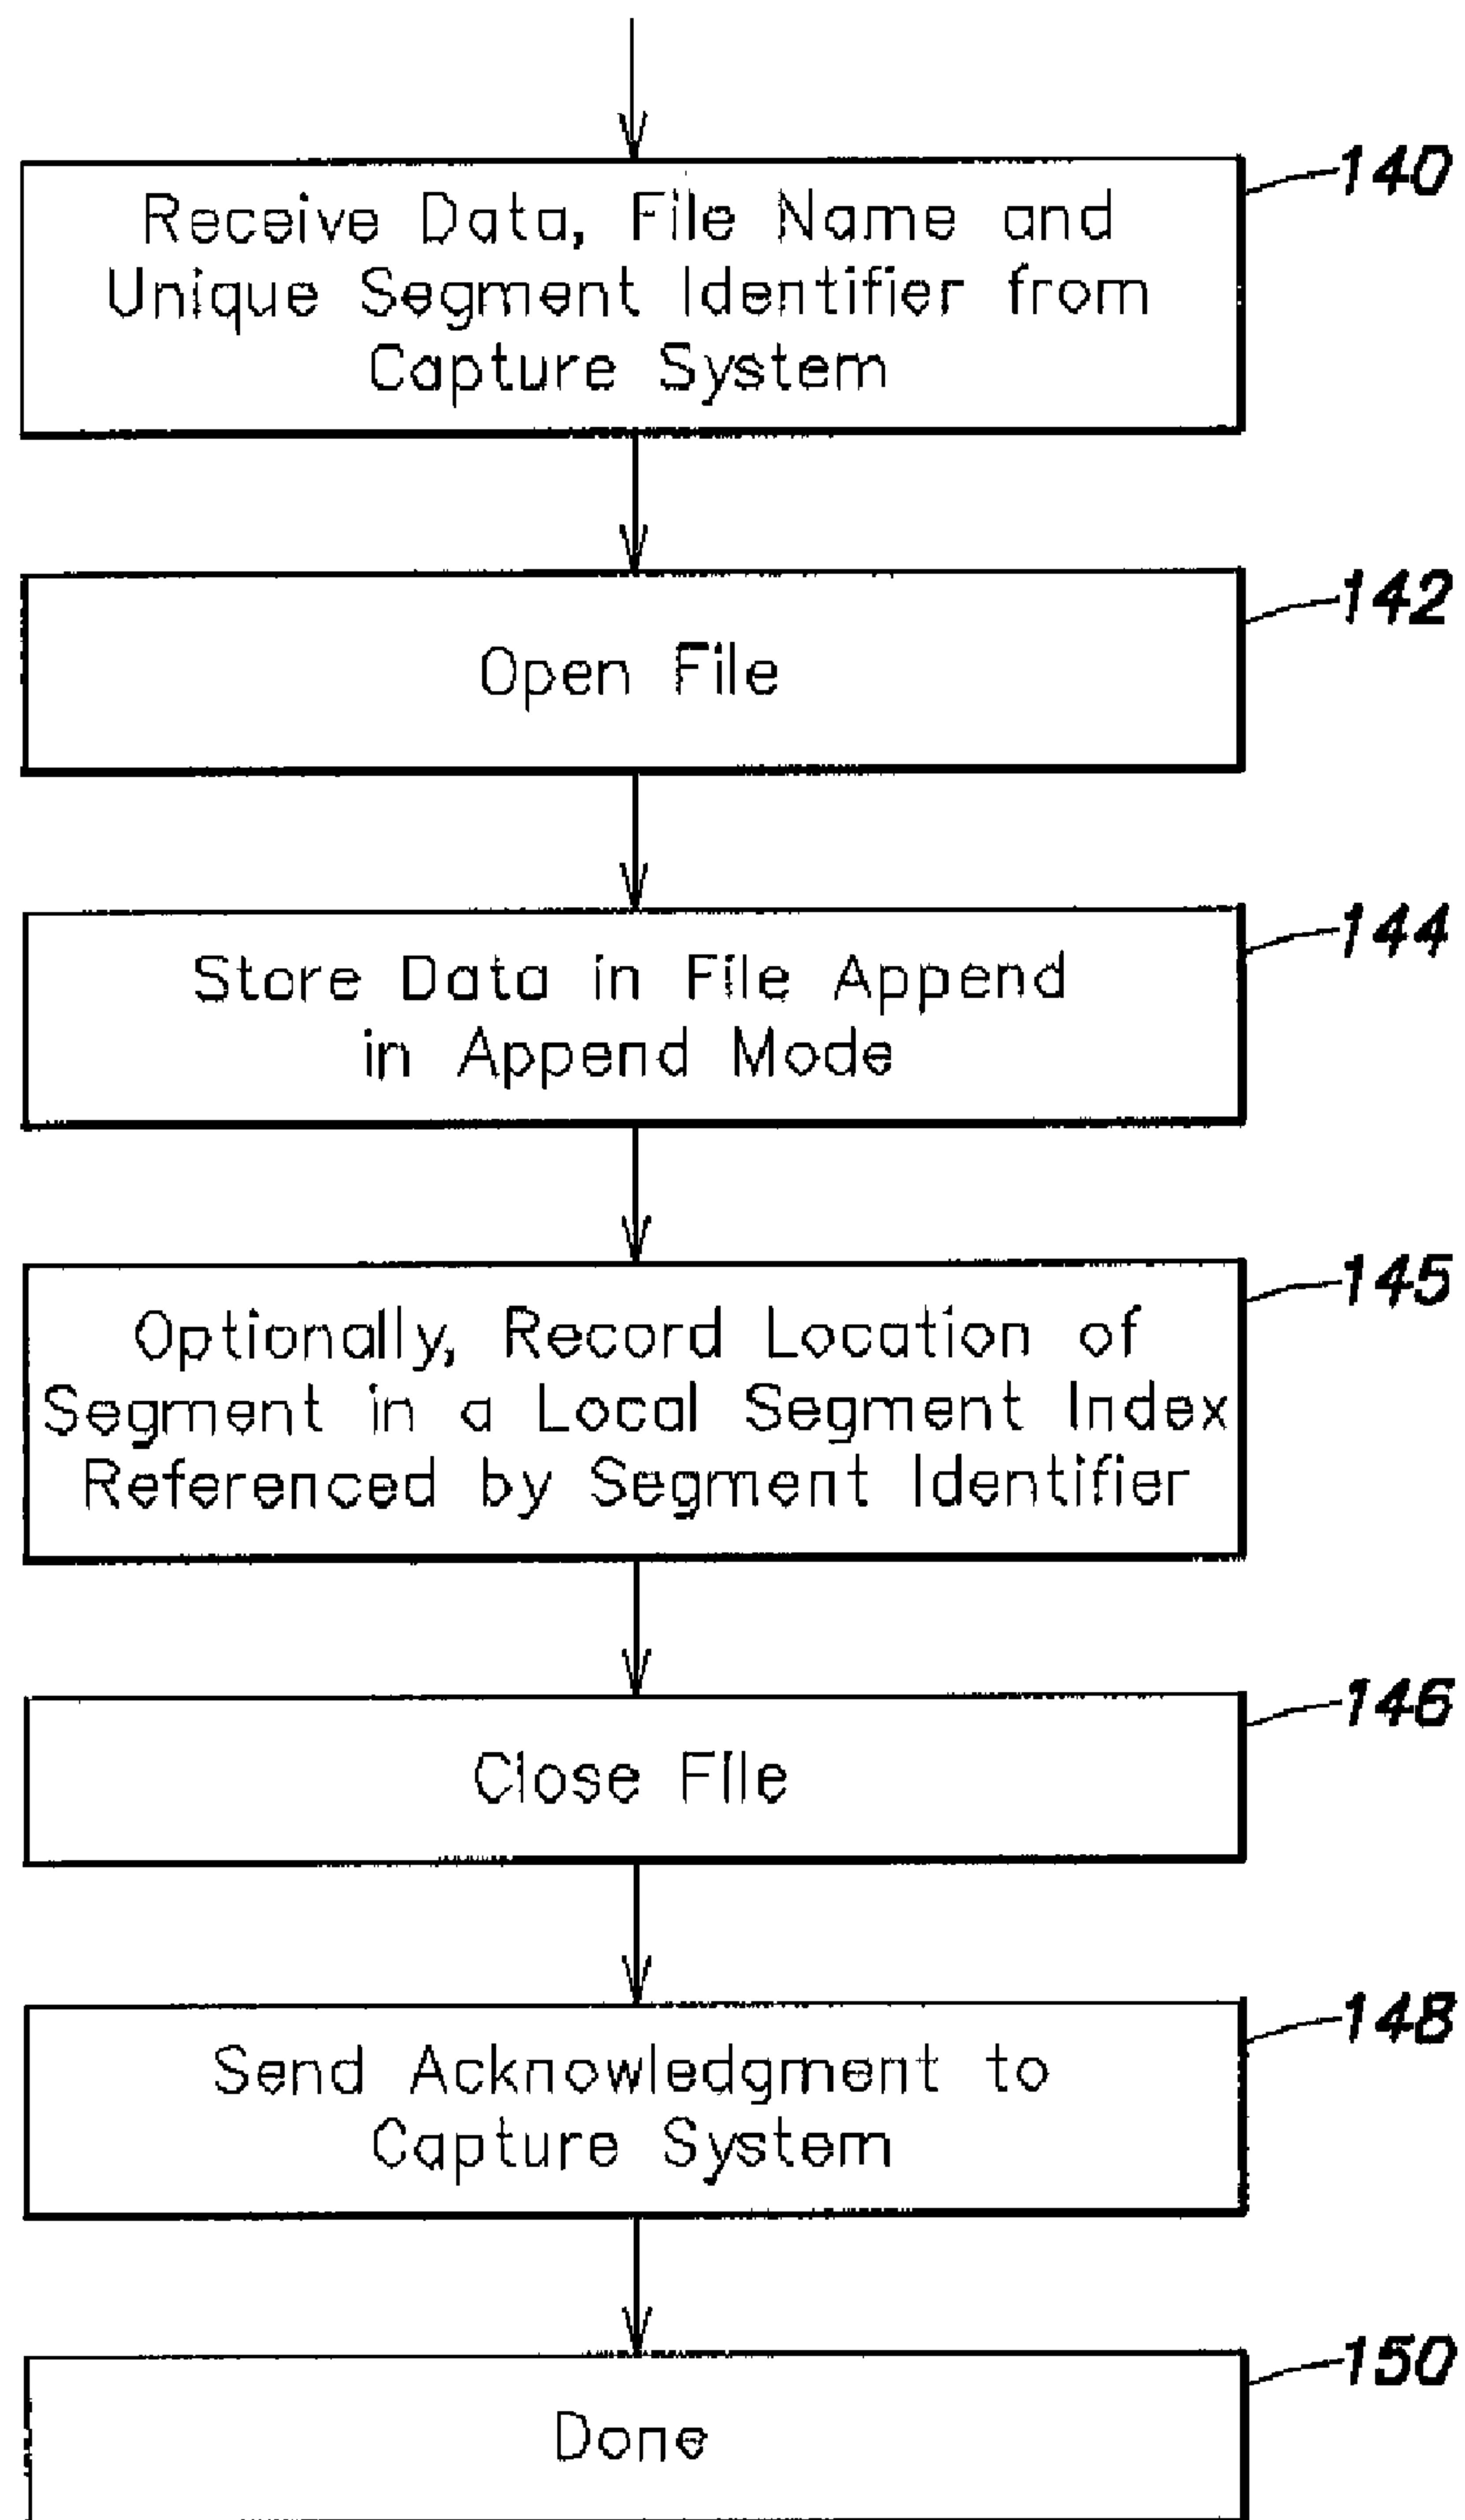 140
Receive Data, File Name and
Unique Segment Identifier from
Capture System
142
Open File
144
Store Data in File Append
in Append Mode
145
Optionally, Record Location of
Segment in a Local Segment Index
Referenced by Segment Identifier
146
Close File
148
Send Acknowledgment to
Capture System
150
Done